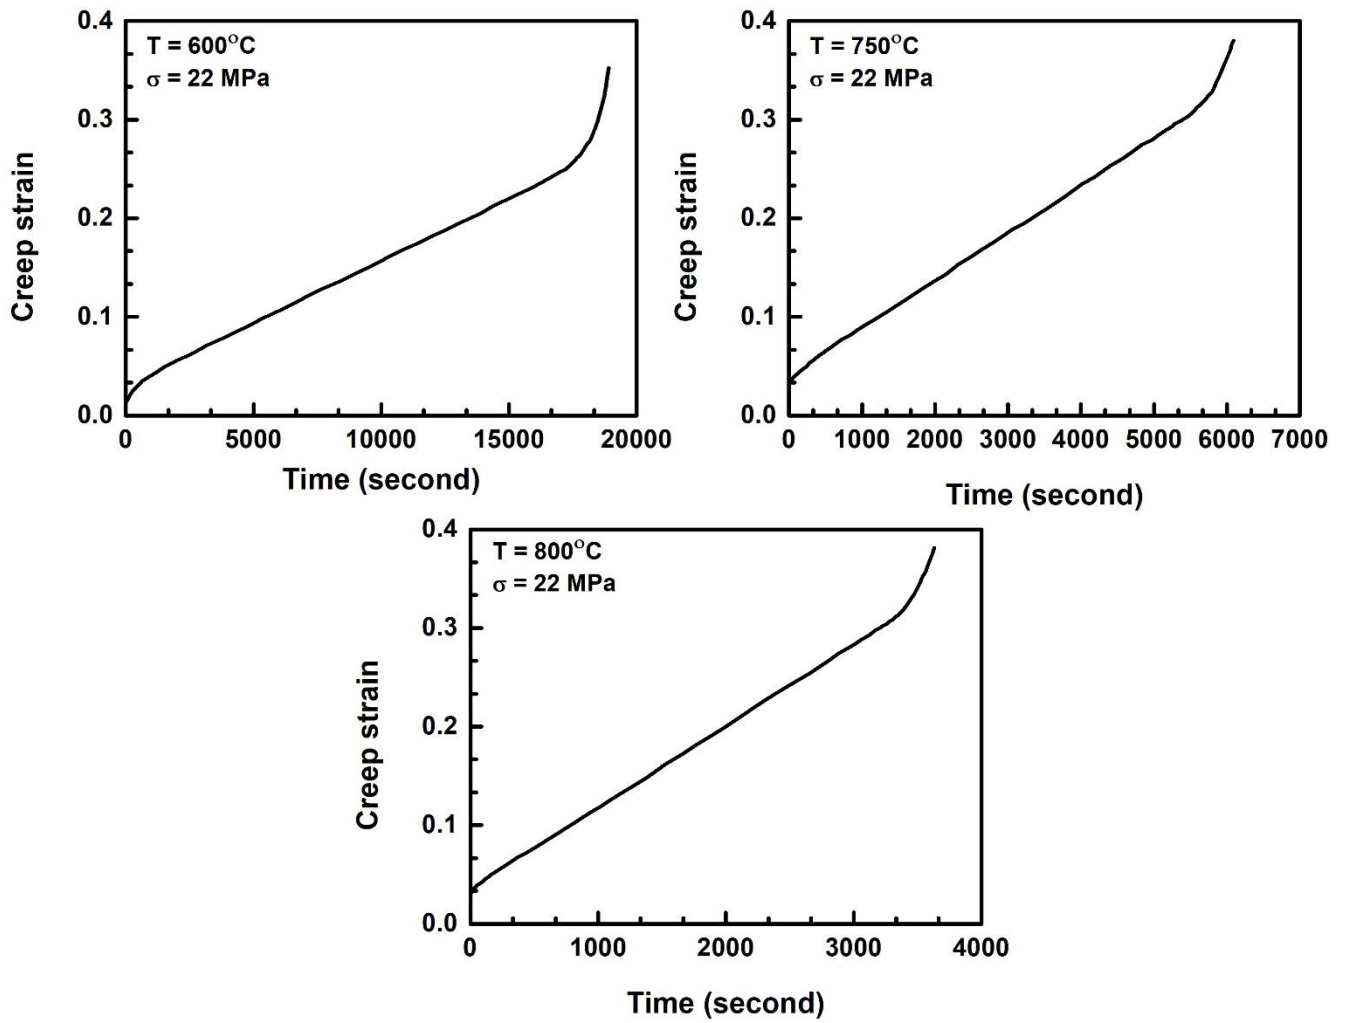 T = 600°C
σ = 22 MPa
0.4
0.3
0.2
0.1
0.0
Creep strain
0 5000 10000 15000 20000
Time (second)
T = 750°C
σ = 22 MPa
0.4
0.3
0.2
0.1
0.0
Creep strain
0 1000 2000 3000 4000 5000 6000 7000
Time (second)
T = 800°C
σ = 22 MPa
0.4
0.3
0.2
0.1
0.0
Creep strain
0 1000 2000 3000 4000
Time (second)